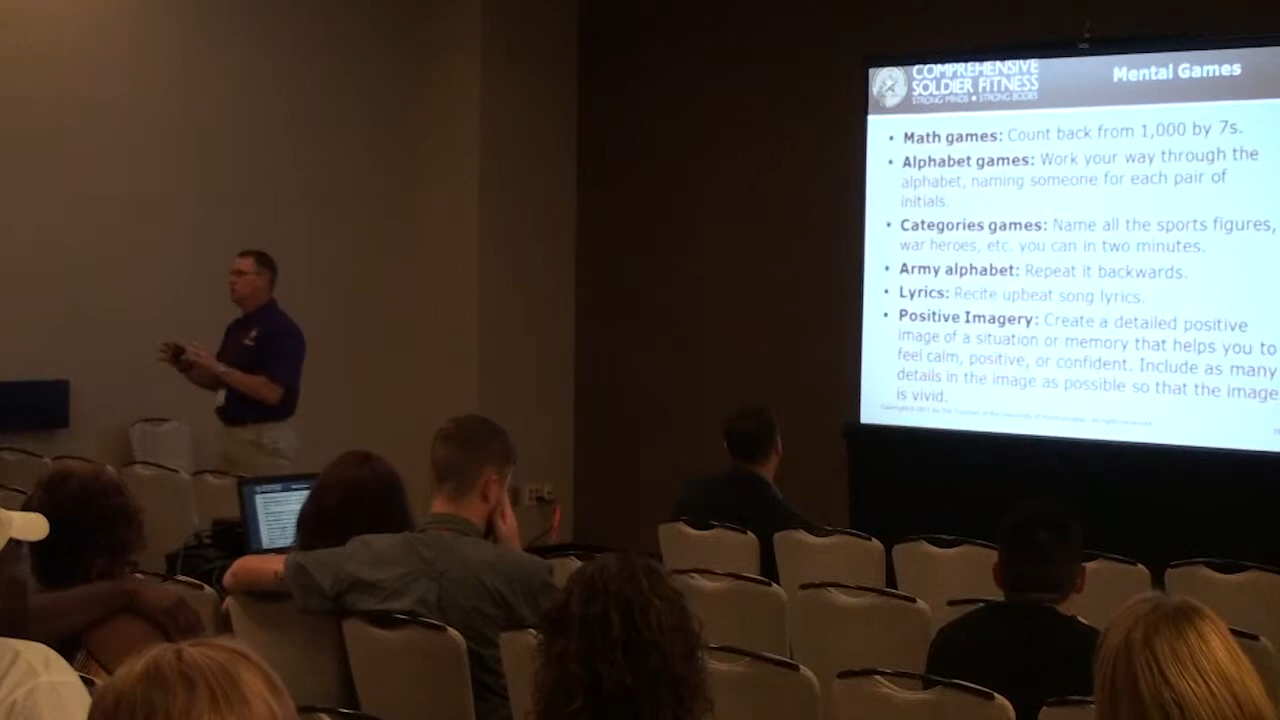 COMPREHENSIVE
SOLDIER FITNESS
STRONG MINDS ★ STRONG BODIES
Mental Games
• Math games: Count back from 1,000 by 7s.
• Alphabet games: Work your way through the
alphabet, naming someone for each pair of
initials.
• Categories games: Name all the sports figures,
war heroes, etc. you can in two minutes.
• Army alphabet: Repeat it backwards.
• Lyrics: Recite upbeat song lyrics.
• Positive Imagery: Create a detailed positive
image of a situation or memory that helps you to
feel calm, positive, or confident. Include as many
details in the image as possible so that the image
is vivid.